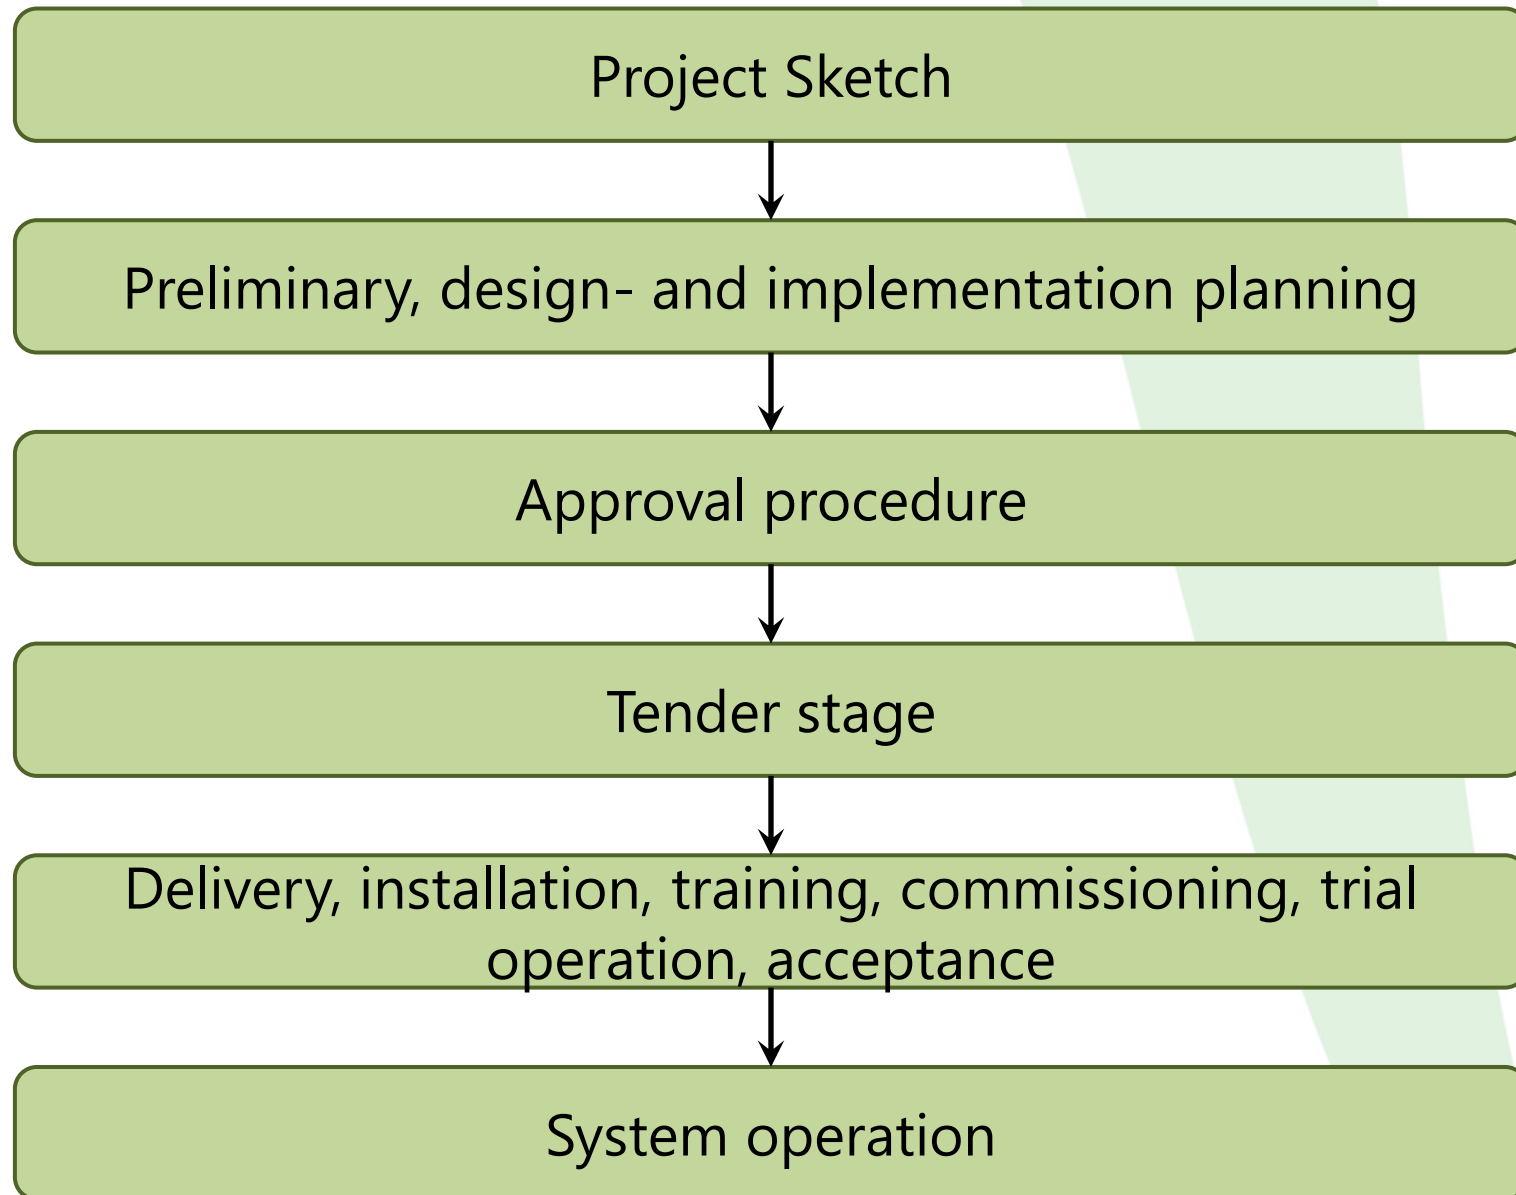 Project Sketch
Preliminary, design- and implementation planning
Approval procedure
Tender stage
Delivery, installation, training, commissioning, trial
operation, acceptance
System operation